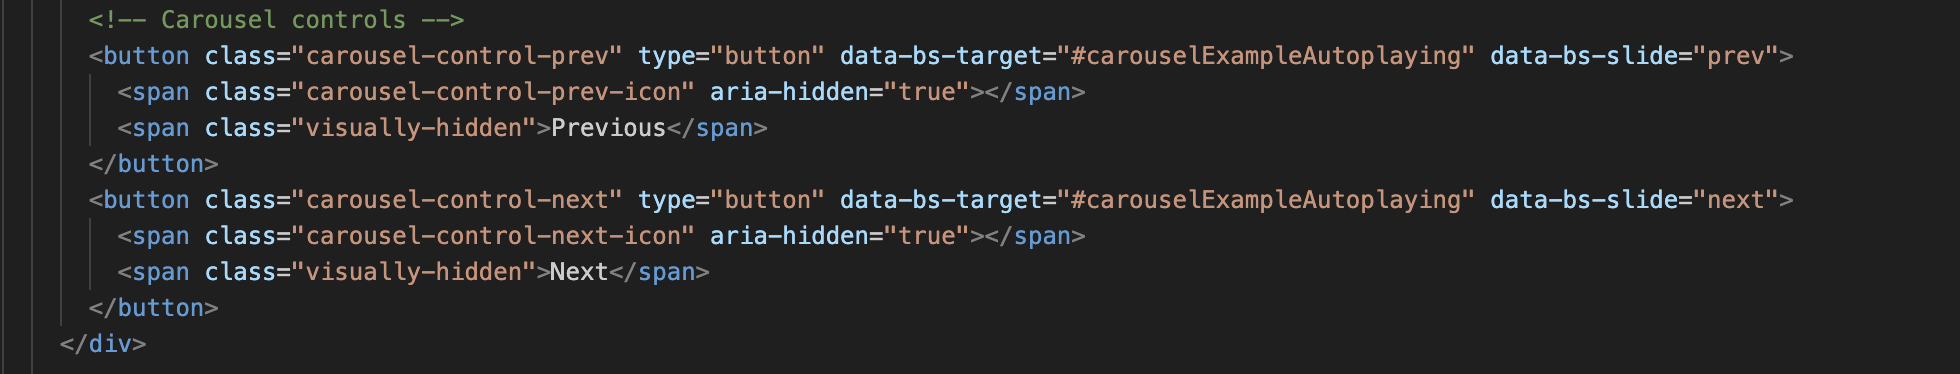 <!-- Carousel controls -->
<button class="carousel-control-prev" type="button" data-bs-target="#carouselExampleAutoplaying" data-bs-slide="prev">
<span class="carousel-control-prev-icon" aria-hidden="true"></span>
<span class="visually-hidden">Previous</span>
</button>
<button class="carousel-control-next" type="button" data-bs-target="#carouselExampleAutoplaying" data-bs-slide="next">
<span class="carousel-control-next-icon" aria-hidden="true"></span>
<span class="visually-hidden">Next</span>
</button>
</div>